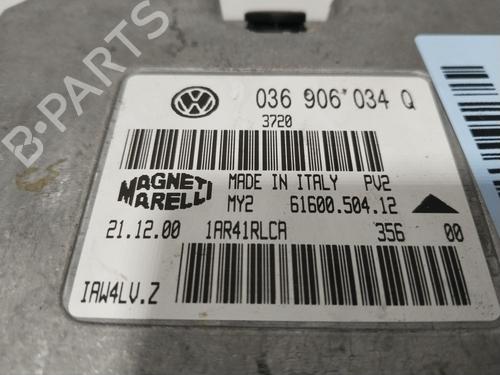 B-PARTS
036 906 034 Q
3720
MAGNETI MARELLI
MADE IN ITALY PV2
MY2 61600.504.12
21.12.00 1AR41RLCA 356 00
IAW4LV.Z